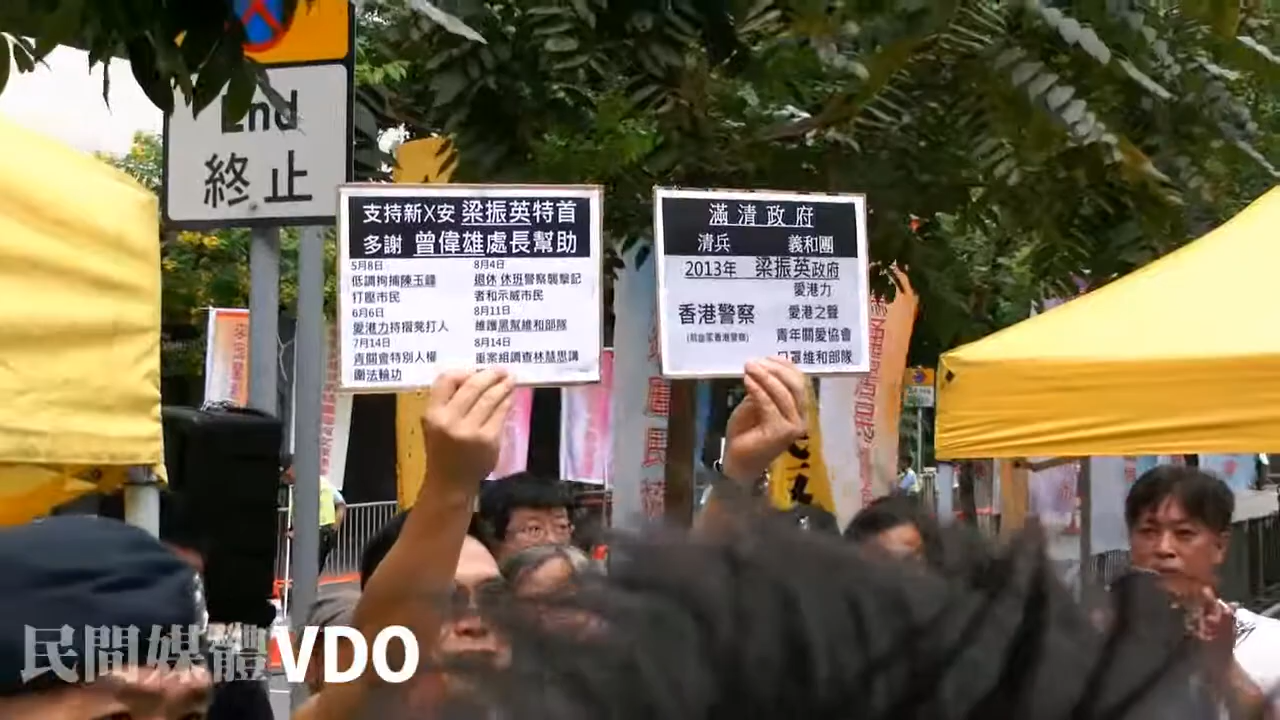 End
終止
支持新X安 梁振英特首
多謝 曾偉雄處長幫助
5月8日
低調拘捕陳玉峰
打壓市民
6月6日
愛港力持摺凳打人
7月14日
青關會特別人權
圍法輪功
8月4日
退休 休班警察襲擊記
者和示威市民
8月11日
維護黑幫維和部隊
8月14日
重案組調查林慧思講
滿清政府
清兵 義和團
2013年 梁振英政府
愛港力
香港警察
愛港之聲
青年關愛協會
口罩維和部隊
民間媒體VDO